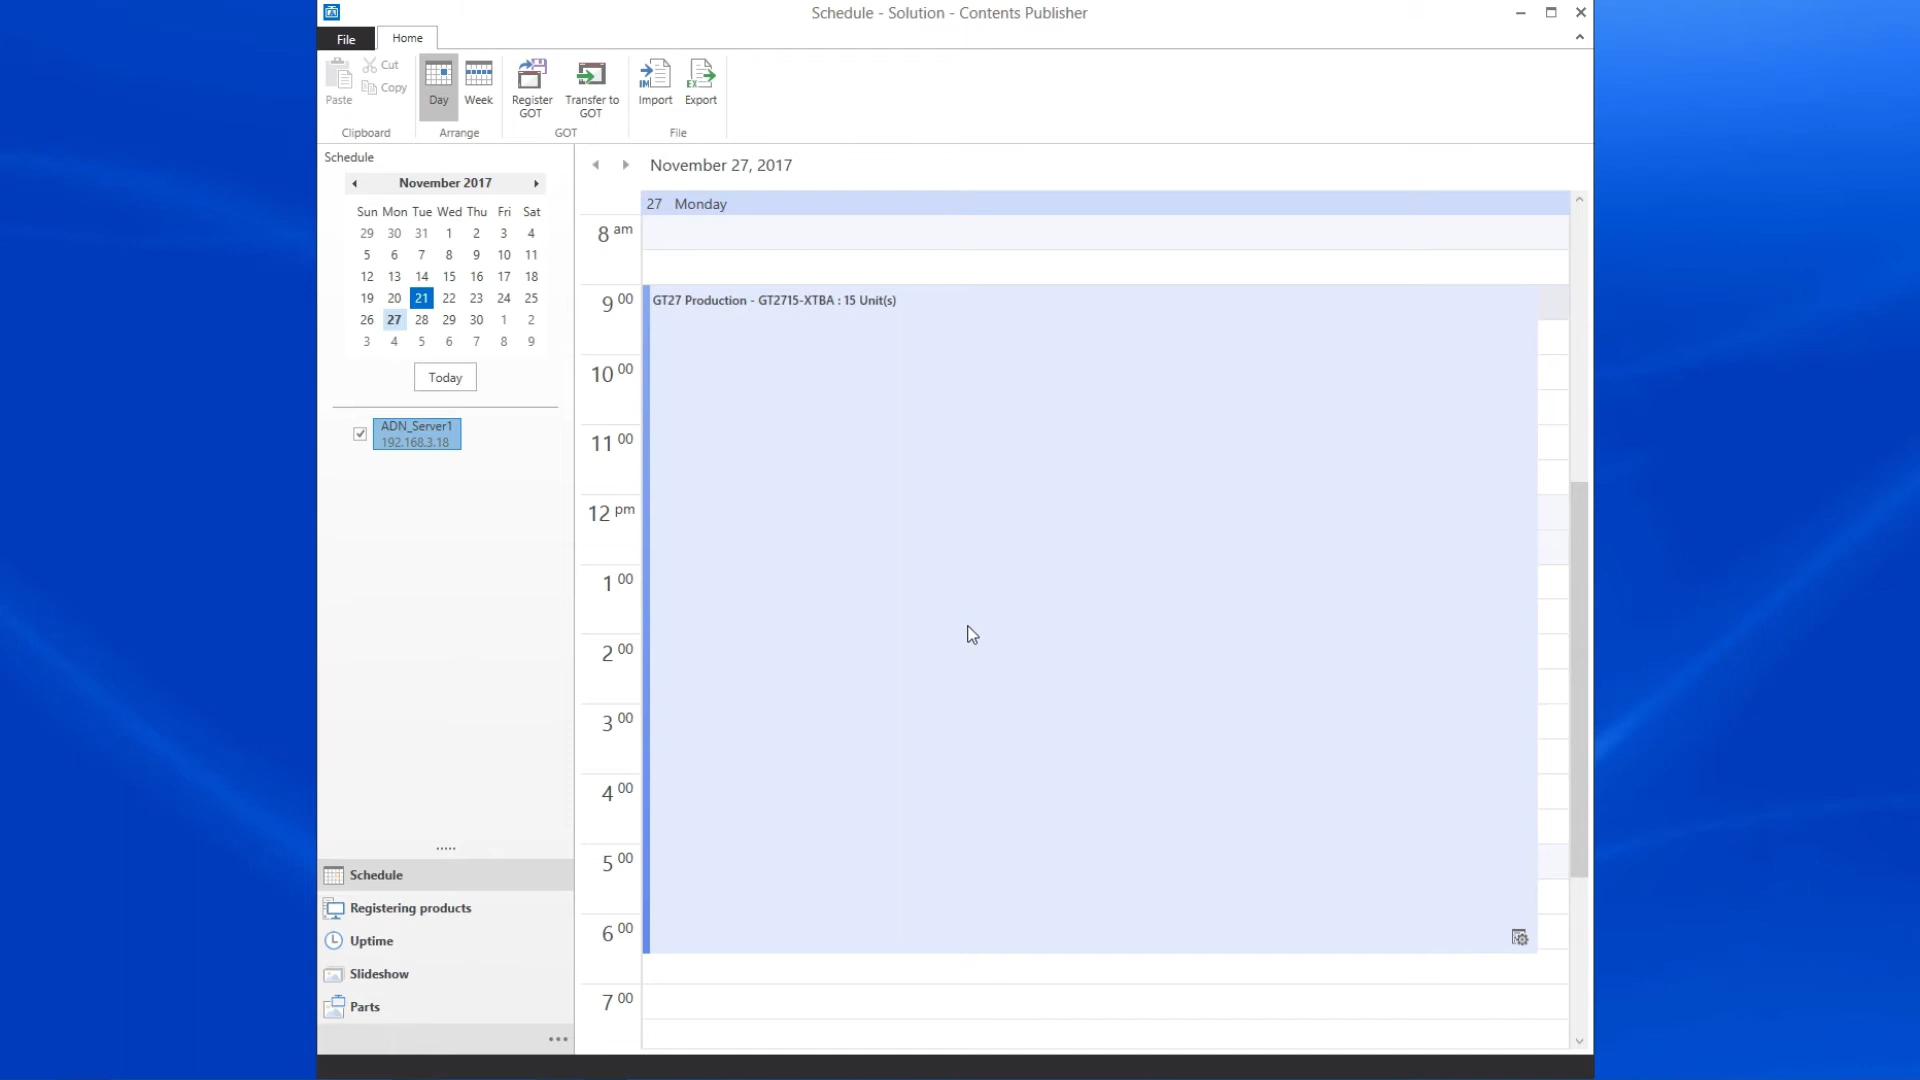 Schedule - Solution - Contents Publisher
File
Home
Paste
Cut
Copy
Clipboard
Day
Week
Arrange
Register
GOT
Transfer to
GOT
GOT
Import
Export
File
Schedule
November 2017
Sun Mon Tue Wed Thu Fri Sat
29 30 31 1 2 3 4
5 6 7 8 9 10 11
12 13 14 15 16 17 18
19 20 21 22 23 24 25
26 27 28 29 30 1 2
3 4 5 6 7 8 9
Today
ADN_Server1
192.168.3.18
Schedule
Registering products
Uptime
Slideshow
Parts
November 27, 2017
27 Monday
8 am
9 00
GT27 Production - GT2715-XTBA : 15 Unit(s)
10 00
11 00
12 pm
1 00
2 00
3 00
4 00
5 00
6 00
7 00